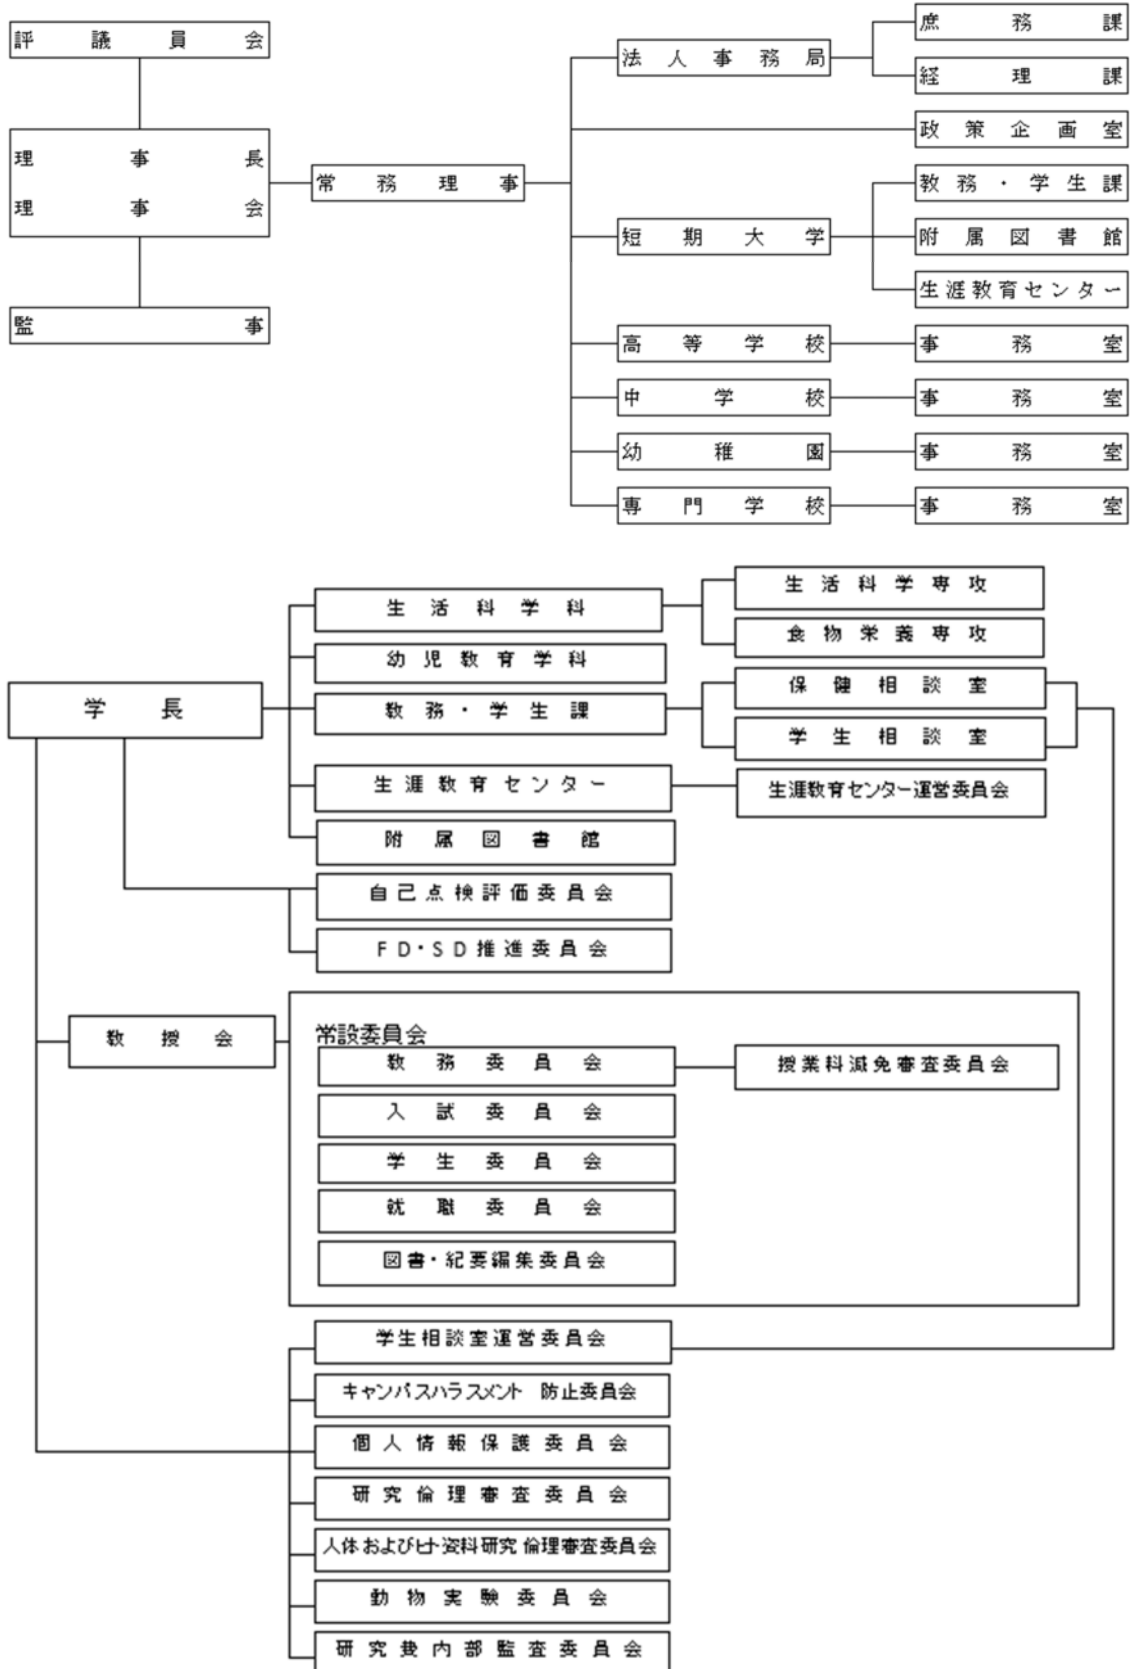 評議員会
理事長
理事会
監事
常務理事
法人事務局
庶務課
経理課
政策企画室
短期大学
教務・学生課
附属図書館
生涯教育センター
高等学校
事務室
中学校
事務室
幼稚園
事務室
専門学校
事務室
学長
生活科学科
生活科学専攻
食物栄養専攻
幼児教育学科
教務・学生課
保健相談室
学生相談室
生涯教育センター
生涯教育センター運営委員会
附属図書館
自己点検評価委員会
FD・SD推進委員会
教授会
常設委員会
教務委員会
授業料減免審査委員会
入試委員会
学生委員会
就職委員会
図書・紀要編集委員会
学生相談室運営委員会
キャンパスハラスメント 防止委員会
個人情報保護委員会
研究倫理審査委員会
人体およびヒト資料研究倫理審査委員会
動物実験委員会
研究費内部監査委員会